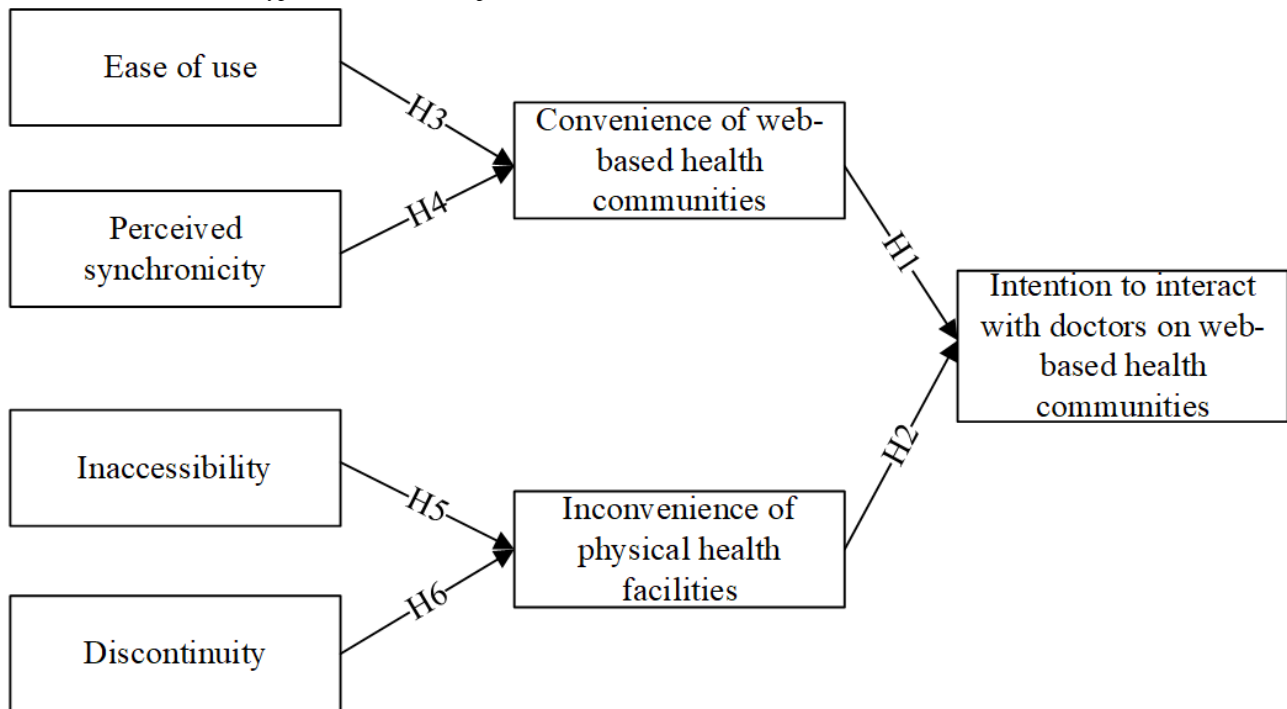 Ease of use
H3
Convenience of web-
based health
communities
H4
Perceived
synchronicity
H1
Intention to interact
with doctors on web-
based health
communities
Inaccessibility
H5
H2
Inconvenience of
physical health
facilities
H6
Discontinuity